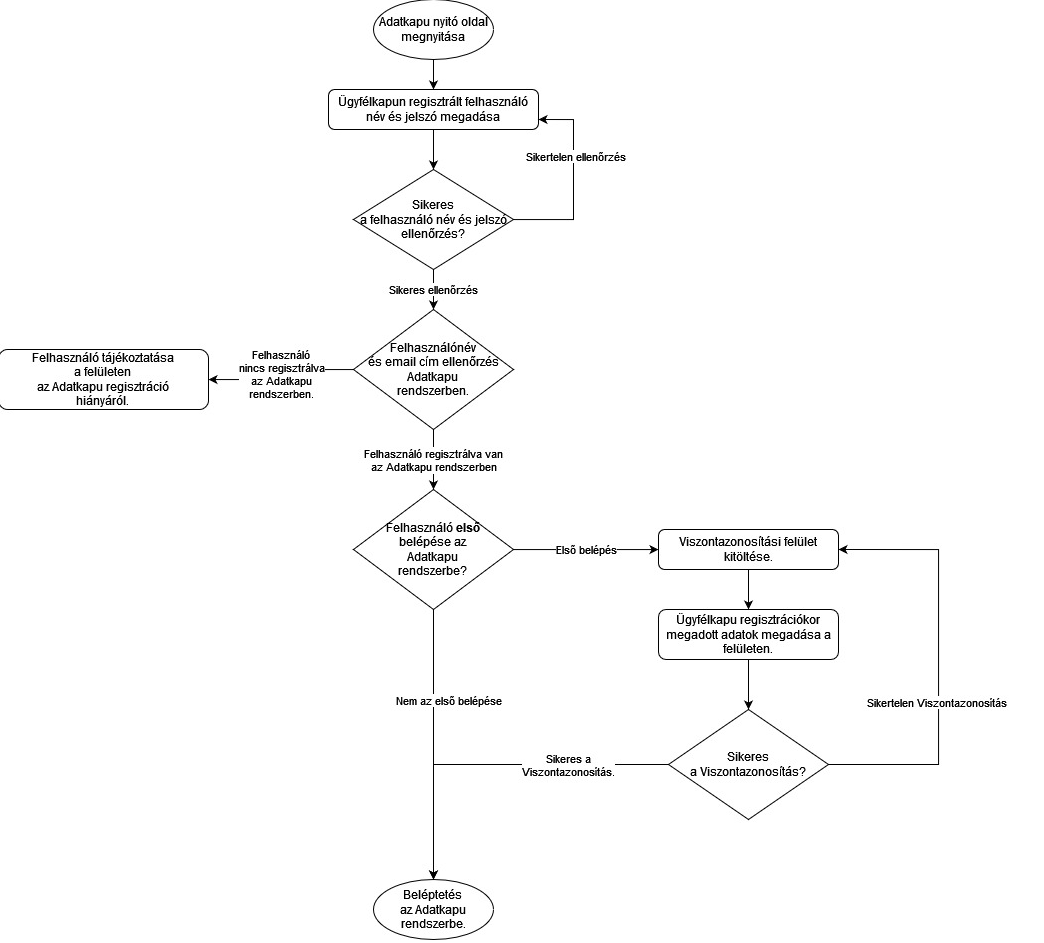 Adatkapu nyitó oldal
megnyitása
Ügyfélkapun regisztrált felhasználó
név és jelszó megadása
Sikertelen ellenőrzés
Sikeres
a felhasználó név és jelszó
ellenőrzés?
Sikeres ellenőrzés
Felhasználónév
és email cím ellenőrzés
Adatkapu
rendszerben.
Felhasználó
nincs regisztrálva
az Adatkapu
rendszerben.
Felhasználó tájékoztatása
a felületen
az Adatkapu regisztráció
hiányáról.
Felhasználó regisztrálva van
az Adatkapu rendszerben
Felhasználó első
belépése az
Adatkapu
rendszerbe?
Első belépés
Viszontazonosítási felület
kitöltése.
Ügyfélkapu regisztrációkor
megadott adatok megadása a
felületen.
Nem az első belépése
Sikertelen Viszontazonosítás
Sikeres
a Viszontazonosítás?
Sikeres a
Viszontazonosítás.
Beléptetés
az Adatkapu
rendszerbe.